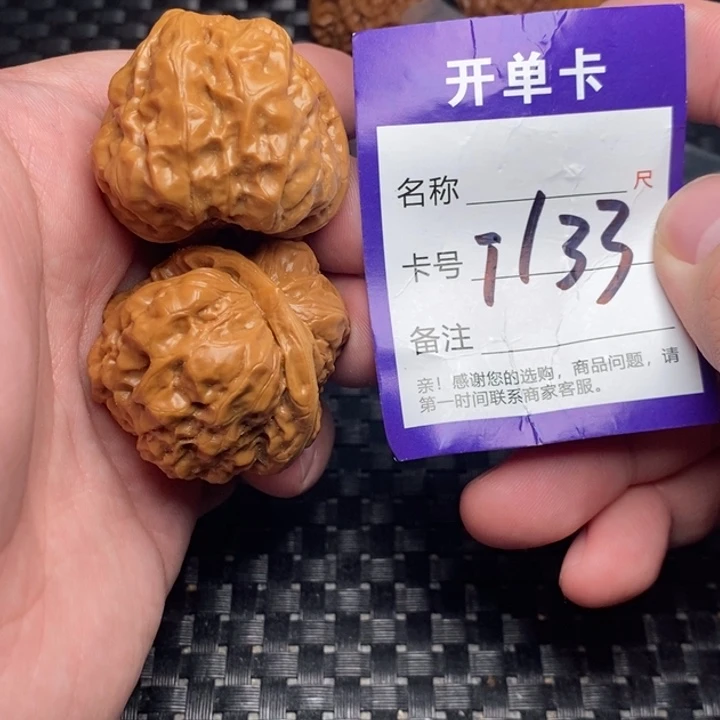 开单卡
名称 尺
卡号 T133
备注
亲！感谢您的选购，商品问题，请
第一时间联系商家客服。